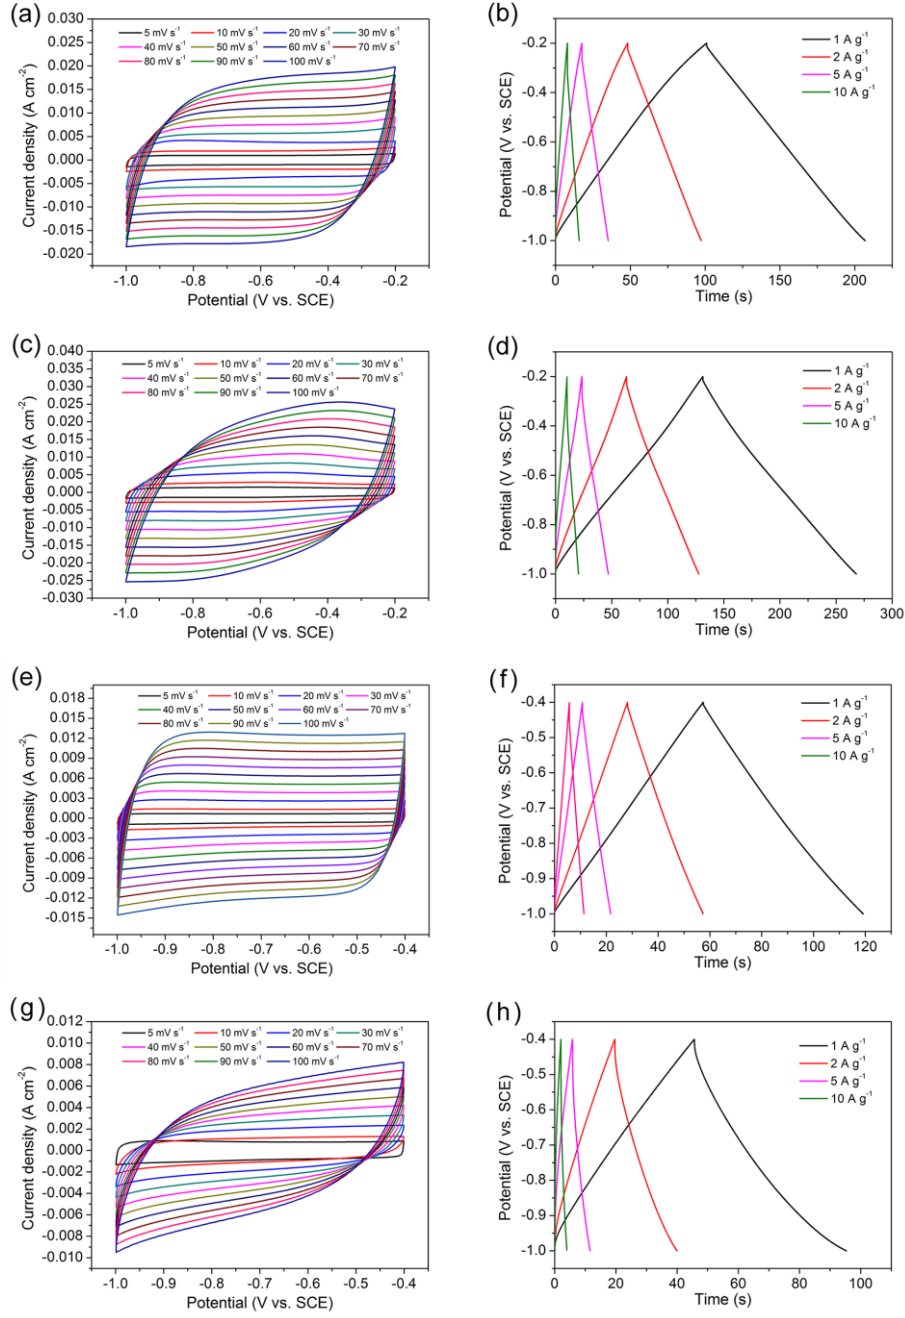 (a)
0.030
0.025
0.020
0.015
0.010
0.005
0.000
-0.005
-0.010
-0.015
-0.020
Current density (A cm⁻²)
5 mV s⁻¹ 10 mV s⁻¹ 20 mV s⁻¹ 30 mV s⁻¹
40 mV s⁻¹ 50 mV s⁻¹ 60 mV s⁻¹ 70 mV s⁻¹
80 mV s⁻¹ 90 mV s⁻¹ 100 mV s⁻¹
-1.0 -0.8 -0.6 -0.4 -0.2
Potential (V vs. SCE)
(b)
-0.2
-0.4
-0.6
-0.8
-1.0
Potential (V vs. SCE)
1 A g⁻¹
2 A g⁻¹
5 A g⁻¹
10 A g⁻¹
0 50 100 150 200
Time (s)
(c)
0.040
0.035
0.030
0.025
0.020
0.015
0.010
0.005
0.000
-0.005
-0.010
-0.015
-0.020
-0.025
-0.030
Current density (A cm⁻²)
5 mV s⁻¹ 10 mV s⁻¹ 20 mV s⁻¹ 30 mV s⁻¹
40 mV s⁻¹ 50 mV s⁻¹ 60 mV s⁻¹ 70 mV s⁻¹
80 mV s⁻¹ 90 mV s⁻¹ 100 mV s⁻¹
-1.0 -0.8 -0.6 -0.4 -0.2
Potential (V vs. SCE)
(d)
-0.2
-0.4
-0.6
-0.8
-1.0
Potential (V vs. SCE)
1 A g⁻¹
2 A g⁻¹
5 A g⁻¹
10 A g⁻¹
0 50 100 150 200 250 300
Time (s)
(e)
0.018
0.015
0.012
0.009
0.006
0.003
0.000
-0.003
-0.006
-0.009
-0.012
-0.015
Current density (A cm⁻²)
5 mV s⁻¹ 10 mV s⁻¹ 20 mV s⁻¹ 30 mV s⁻¹
40 mV s⁻¹ 50 mV s⁻¹ 60 mV s⁻¹ 70 mV s⁻¹
80 mV s⁻¹ 90 mV s⁻¹ 100 mV s⁻¹
-1.0 -0.9 -0.8 -0.7 -0.6 -0.5 -0.4
Potential (V vs. SCE)
(f)
-0.4
-0.5
-0.6
-0.7
-0.8
-0.9
-1.0
Potential (V vs. SCE)
1 A g⁻¹
2 A g⁻¹
5 A g⁻¹
10 A g⁻¹
0 20 40 60 80 100 120
Time (s)
(g)
0.012
0.010
0.008
0.006
0.004
0.002
0.000
-0.002
-0.004
-0.006
-0.008
-0.010
Current density (A cm⁻²)
5 mV s⁻¹ 10 mV s⁻¹ 20 mV s⁻¹ 30 mV s⁻¹
40 mV s⁻¹ 50 mV s⁻¹ 60 mV s⁻¹ 70 mV s⁻¹
80 mV s⁻¹ 90 mV s⁻¹ 100 mV s⁻¹
-1.0 -0.9 -0.8 -0.7 -0.6 -0.5 -0.4
Potential (V vs. SCE)
(h)
-0.4
-0.5
-0.6
-0.7
-0.8
-0.9
-1.0
Potential (V vs. SCE)
1 A g⁻¹
2 A g⁻¹
5 A g⁻¹
10 A g⁻¹
0 20 40 60 80 100
Time (s)